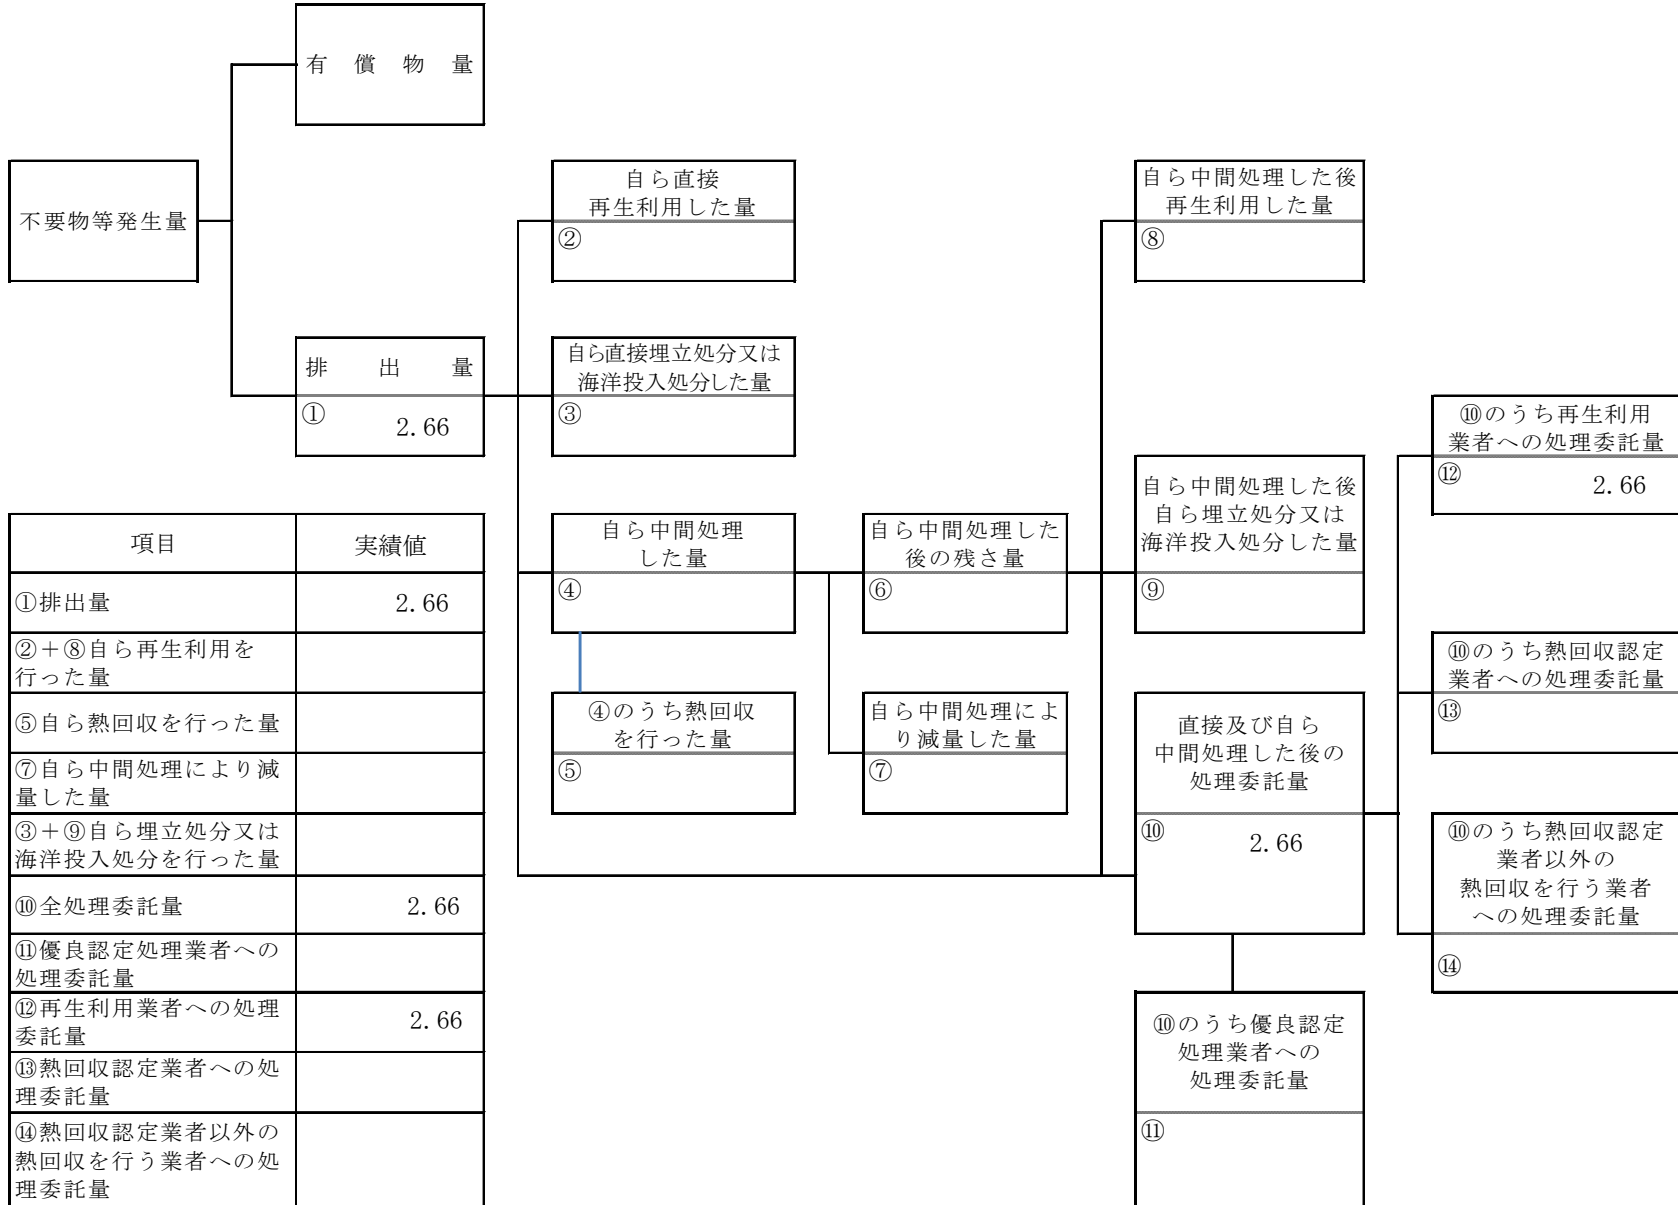 有償物量
不要物等発生量
排出量
①
2.66
自ら直接
再生利用した量
②
自ら直接埋立処分又は
海洋投入処分した量
③
自ら中間処理
した量
④
④のうち熱回収
を行った量
⑤
自ら中間処理した
後の残さ量
⑥
自ら中間処理によ
り減量した量
⑦
自ら中間処理した後
再生利用した量
⑧
自ら中間処理した後
自ら埋立処分又は
海洋投入処分した量
⑨
直接及び自ら
中間処理した後の
処理委託量
⑩
2.66
⑩のうち優良認定
処理業者への
処理委託量
⑪
⑩のうち再生利用
業者への処理委託量
⑫
2.66
⑩のうち熱回収認定
業者への処理委託量
⑬
⑩のうち熱回収認定
業者以外の
熱回収を行う業者
への処理委託量
⑭
項目 実績値
①排出量 2.66
②＋⑧自ら再生利用を
行った量
⑤自ら熱回収を行った量
⑦自ら中間処理により減
量した量
③＋⑨自ら埋立処分又は
海洋投入処分を行った量
⑩全処理委託量 2.66
⑪優良認定処理業者への
処理委託量
⑫再生利用業者への処理
委託量 2.66
⑬熱回収認定業者への処
理委託量
⑭熱回収認定業者以外の
熱回収を行う業者への処
理委託量